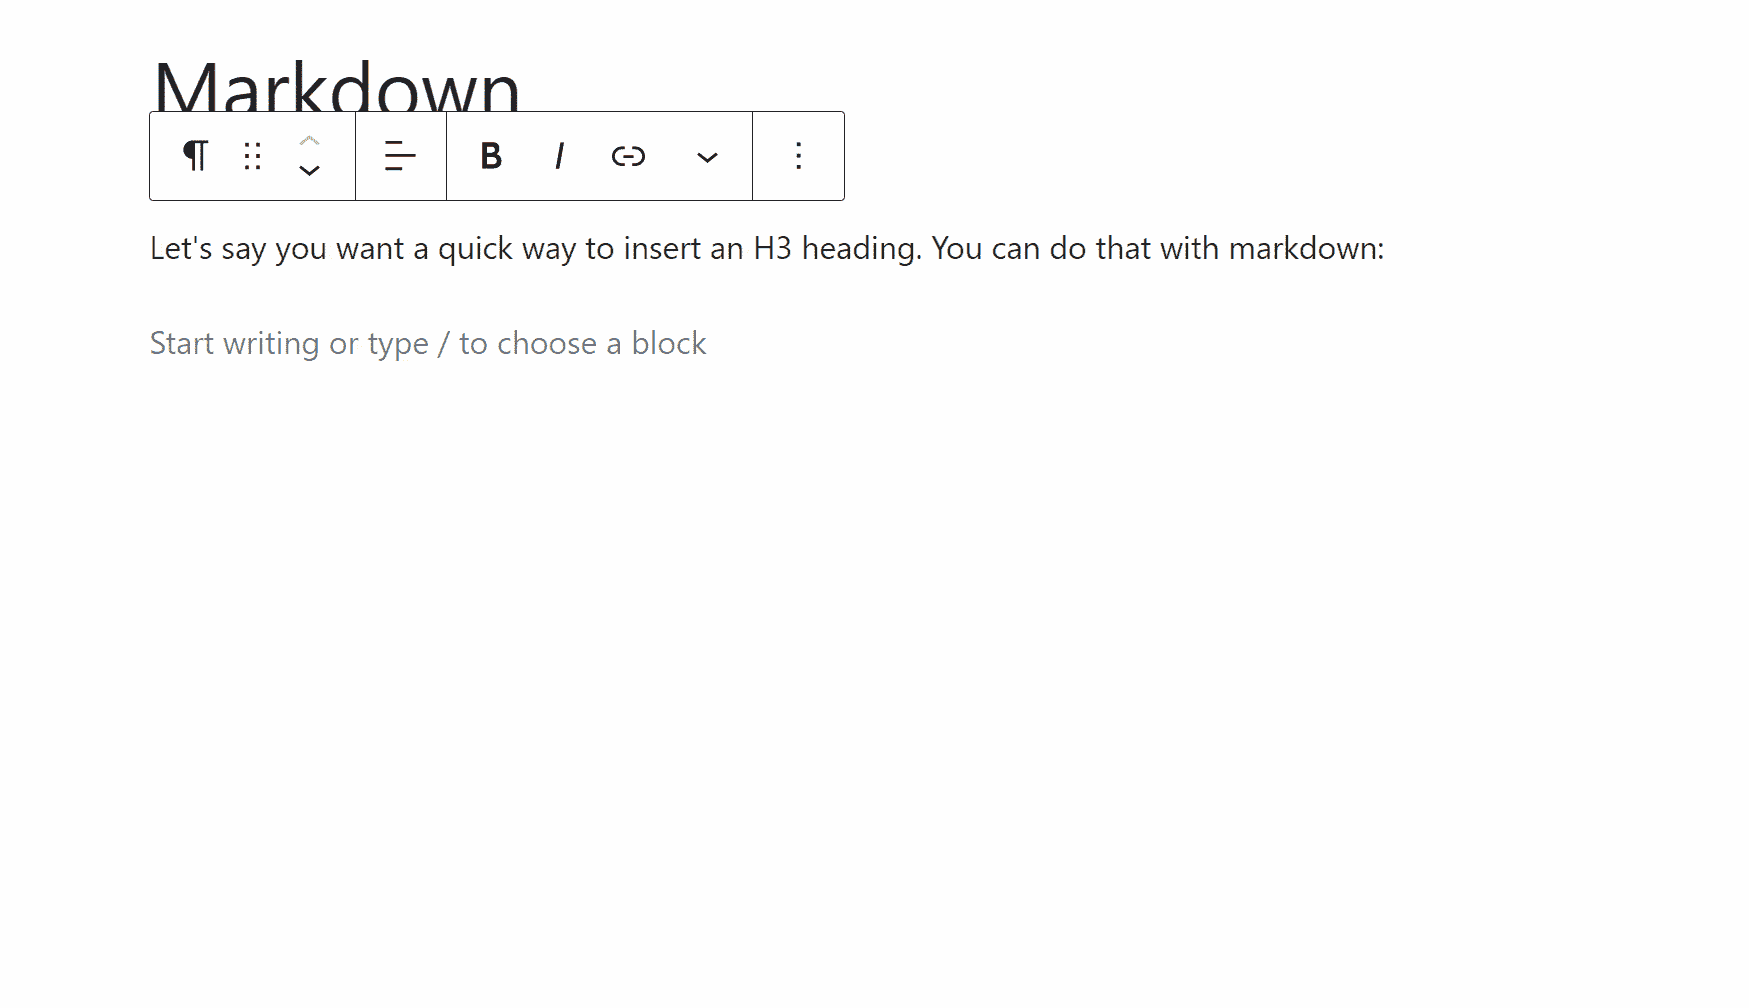 Markdown
B I
Let's say you want a quick way to insert an H3 heading. You can do that with markdown:
Start writing or type / to choose a block